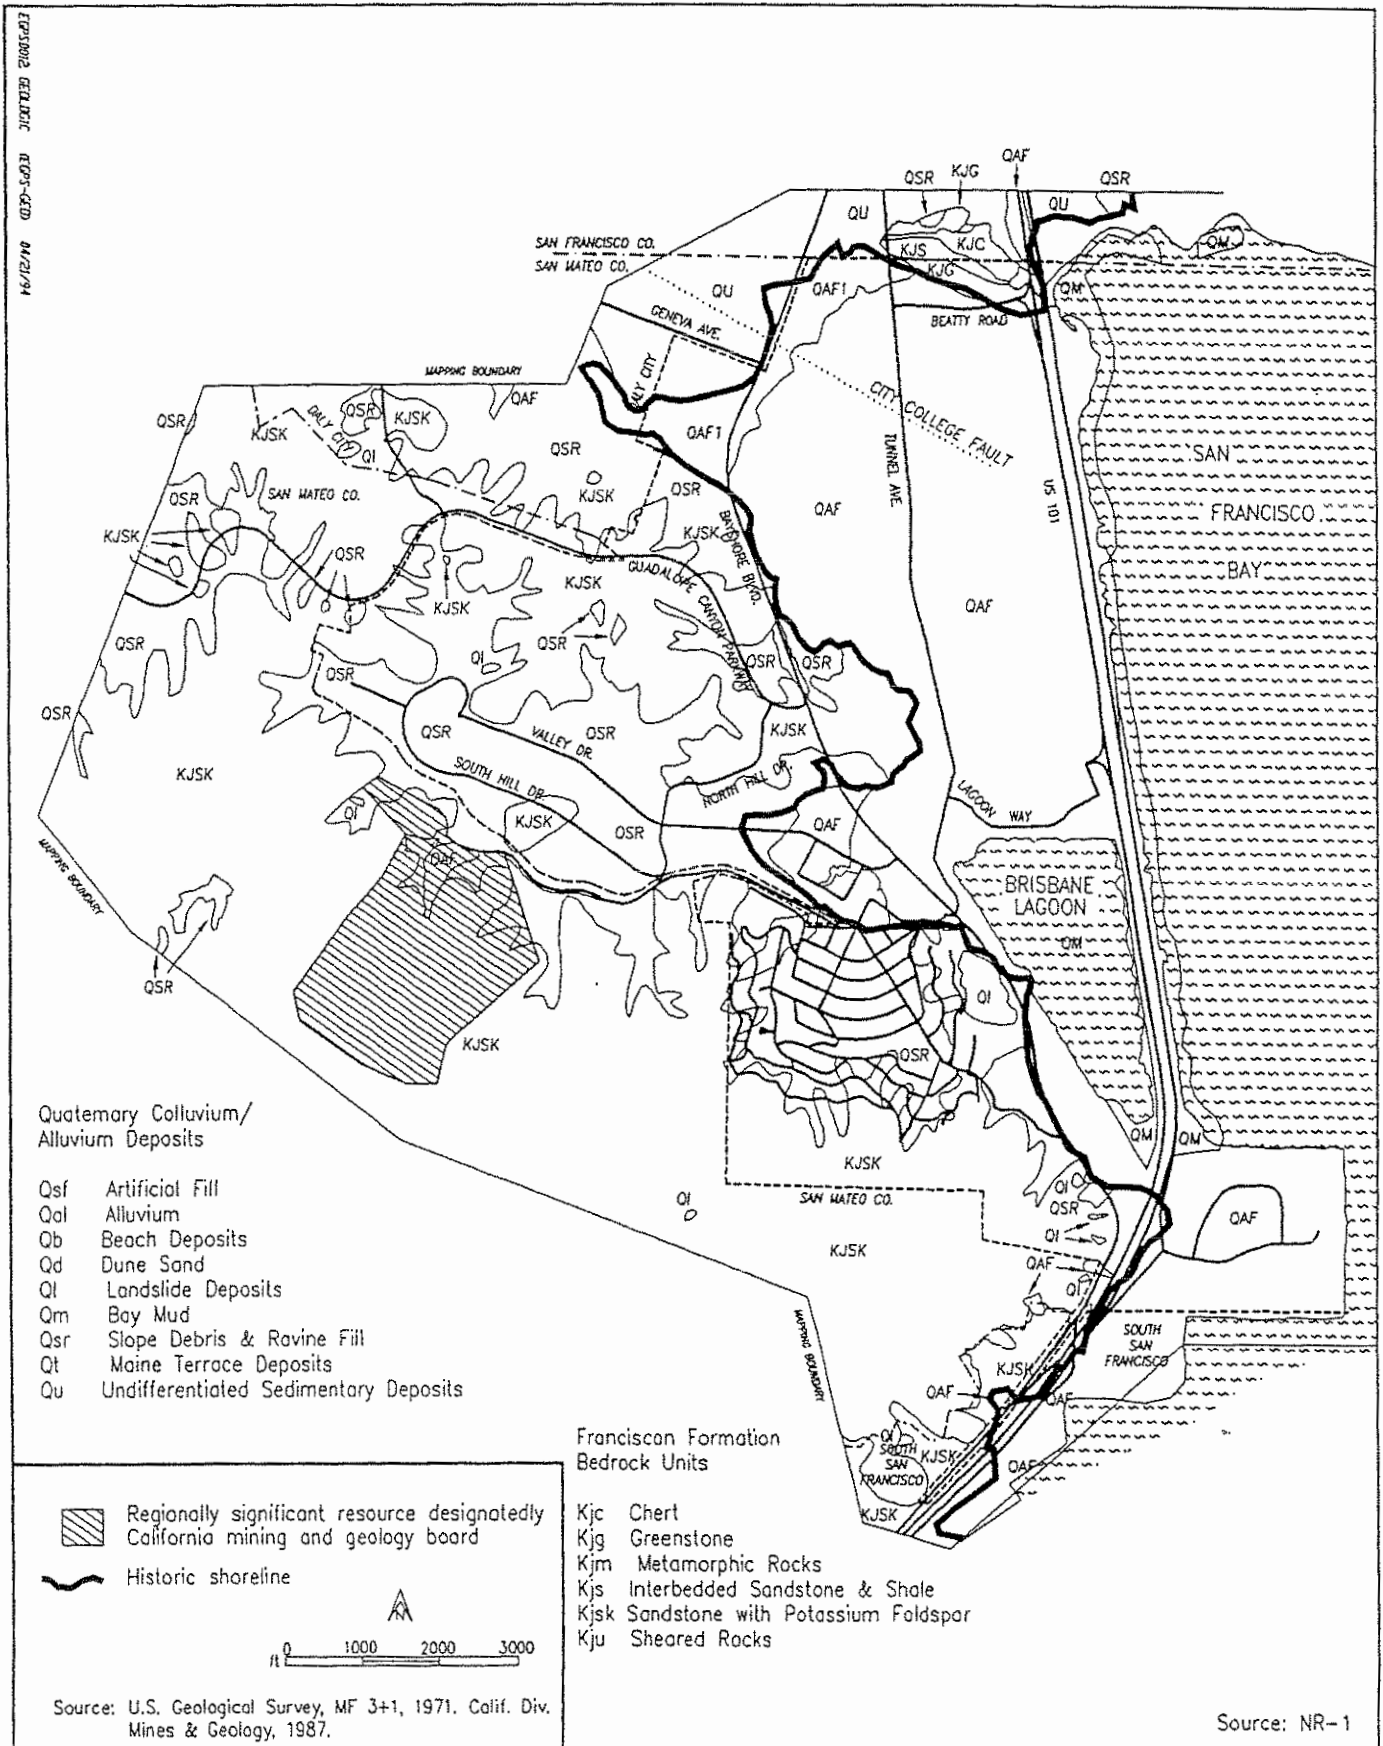 EGPS0012 GEOLOGIC EGPS-GEO 04/21/94
QAF
QSR KJG QSR
QU QU
SAN FRANCISCO CO.
SAN MATEO CO.
KJS KJC QM
KJG
QU QAF1 QM
GENEVA AVE. BEATTY ROAD
MAPPING BOUNDARY
DALY CITY
CITY COLLEGE FAULT
QSR QSR KJSK QAF
DALY CITY
KJSK QAF1
QI QSR TUNNEL AVE.
SAN
QSR SAN MATEO CO. KJSK QSR US 101
QAF FRANCISCO
KJSK KJSK BAYSHORE BLVD.
QSR BAY
KJSK GUADALUPE CANYON PARKWAY
KJSK QAF
QSR QSR
QI QSR QSR
QSR
QSR
QSR QSR KJSK
VALLEY DR.
KJSK SOUTH HILL DR. NORTH HILL DR.
LAGOON WAY
QI KJSK QSR QAF
MAPPING BOUNDARY
QAF
BRISBANE
LAGOON
QM
QSR QI
KJSK QSR
QM QM
KJSK
QI SAN MATEO CO. QI
QSR QAF
QI
KJSK
QAF
QI
MAPPING BOUNDARY
SOUTH
SAN
FRANCISCO
KJSK
QAF QAF
QI
SOUTH
SAN
FRANCISCO
KJSK QAF
KJSK
Quaternary Colluvium/
Alluvium Deposits
Qsf Artificial Fill
Qal Alluvium
Qb Beach Deposits
Qd Dune Sand
Ql Landslide Deposits
Qm Bay Mud
Qsr Slope Debris & Ravine Fill
Qt Maine Terrace Deposits
Qu Undifferentiated Sedimentary Deposits
Franciscan Formation
Bedrock Units
Kjc Chert
Kjg Greenstone
Kjm Metamorphic Rocks
Kjs Interbedded Sandstone & Shale
Kjsk Sandstone with Potassium Foldspar
Kju Sheared Rocks
Regionally significant resource designatedly
California mining and geology board
Historic shoreline
N
ft 0 1000 2000 3000
Source: U.S. Geological Survey, MF 3+1, 1971. Calif. Div.
Mines & Geology, 1987.
Source: NR-1